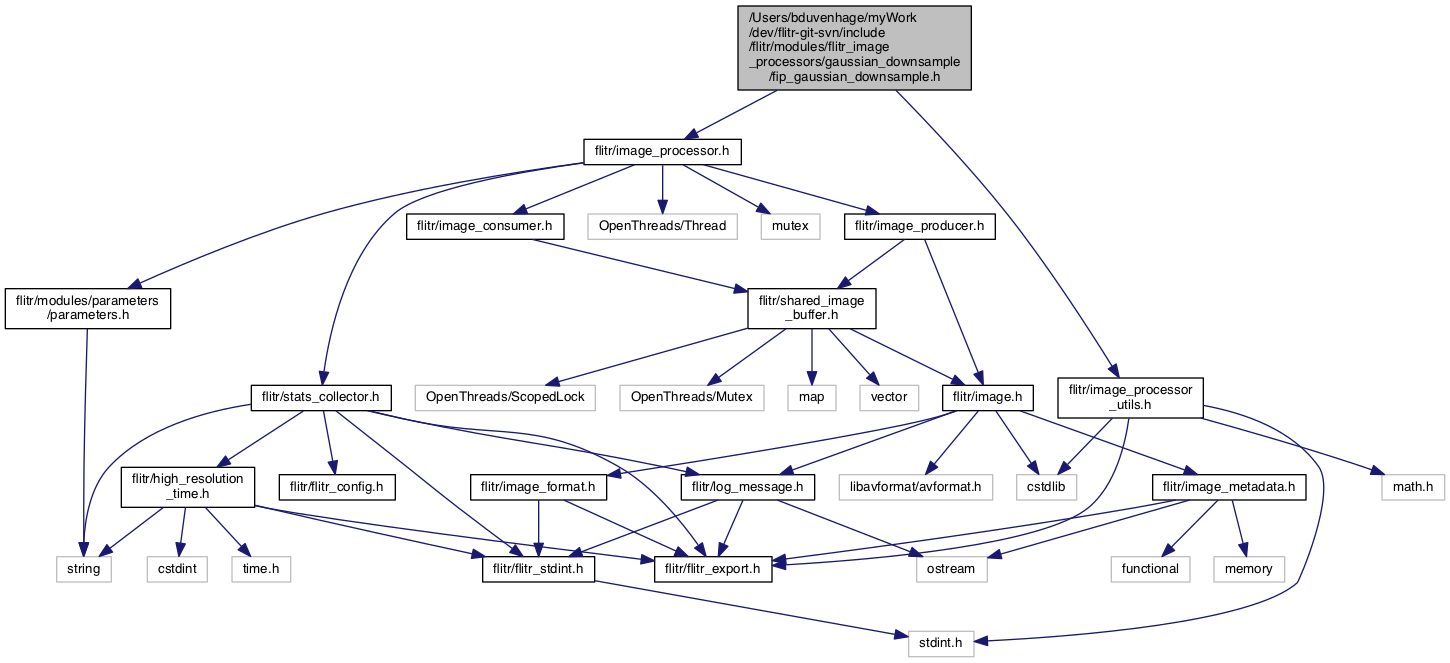 /Users/bduvenhage/myWork
/dev/flitr-git-svn/include
/flitr/modules/flitr_image
_processors/gaussian_downsample
/fip_gaussian_downsample.h
flitr/image_processor.h
flitr/image_consumer.h
OpenThreads/Thread
mutex
flitr/image_producer.h
flitr/modules/parameters
/parameters.h
flitr/shared_image
_buffer.h
flitr/stats_collector.h
OpenThreads/ScopedLock
OpenThreads/Mutex
map
vector
flitr/image.h
flitr/image_processor
_utils.h
flitr/high_resolution
_time.h
flitr/flitr_config.h
flitr/image_format.h
flitr/log_message.h
libavformat/avformat.h
cstdlib
flitr/image_metadata.h
math.h
string
cstdint
time.h
flitr/flitr_stdint.h
flitr/flitr_export.h
ostream
functional
memory
stdint.h